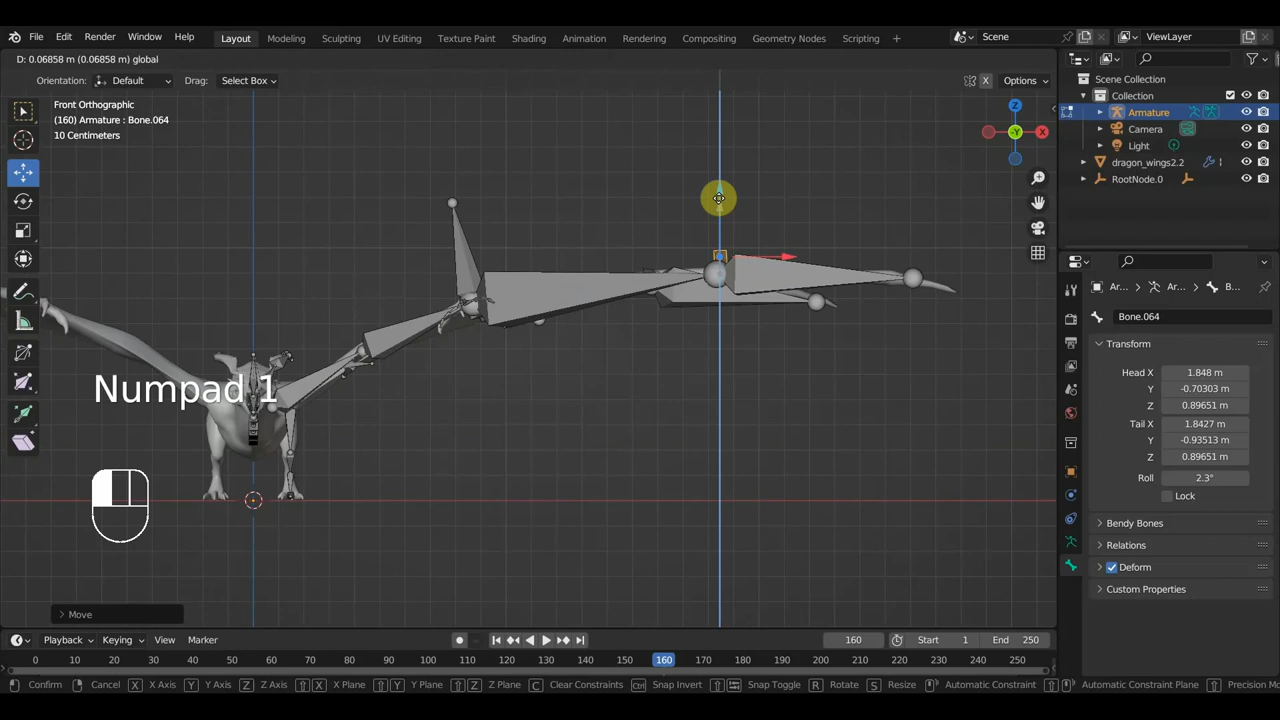 File Edit Render Window Help Layout Modeling Sculpting UV Editing Texture Paint Shading Animation Rendering Compositing Geometry Nodes Scripting + Scene ViewLayer
D: 0.06858 m (0.06858 m) global
Orientation: Default Drag: Select Box X Options
Scene Collection
Collection
Armature
Camera
Light
dragon_wings2.2
RootNode.0
Front Orthographic
(160) Armature : Bone.064
10 Centimeters
Z
X
-Y
Numpad 1
Ar... Ar... B...
Bone.064
Transform
Head X 1.848 m
Y -0.70303 m
Z 0.89651 m
Tail X 1.8427 m
Y -0.93513 m
Z 0.89651 m
Roll 2.3°
Lock
Bendy Bones
Relations
Deform
Custom Properties
Move
Playback Keying View Marker 160 Start 1 End 250
0 10 20 30 40 50 60 70 80 90 100 110 120 130 140 150 160 170 180 190 200 210 220 230 240 250
Confirm Cancel X X Axis Y Y Axis Z Z Axis X X Plane Y Y Plane Z Z Plane C Clear Constraints Ctrl Snap Invert Snap Toggle R Rotate S Resize Automatic Constraint Automatic Constraint Plane Precision Mod